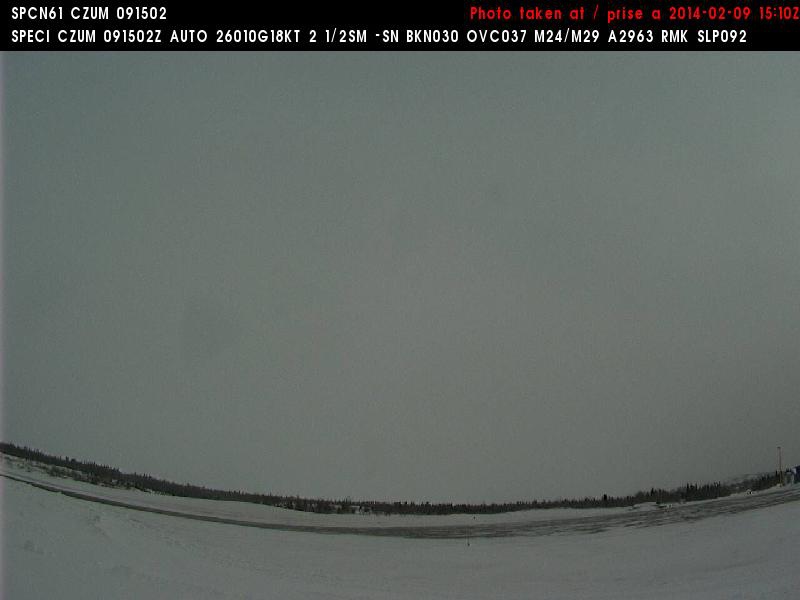 SPCN61 CZUM 091502 Photo taken at / prise a 2014-02-09 15:10Z
SPECI CZUM 091502Z AUTO 26010G18KT 2 1/2SM -SN BKN030 OVC037 M24/M29 A2963 RMK SLP092